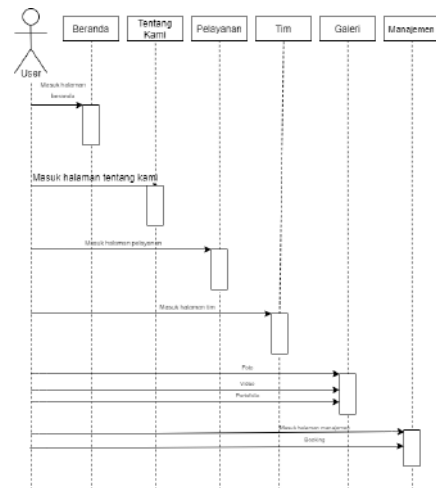 Beranda
Tentang
Kami
Pelayanan
Tim
Galeri
Manajemen
User
Masuk halaman
beranda
Masuk halaman tentang kami
Masuk halaman pelayanan
Masuk halaman tim
Foto
Video
Portofolio
Masuk halaman manajemen
Booking